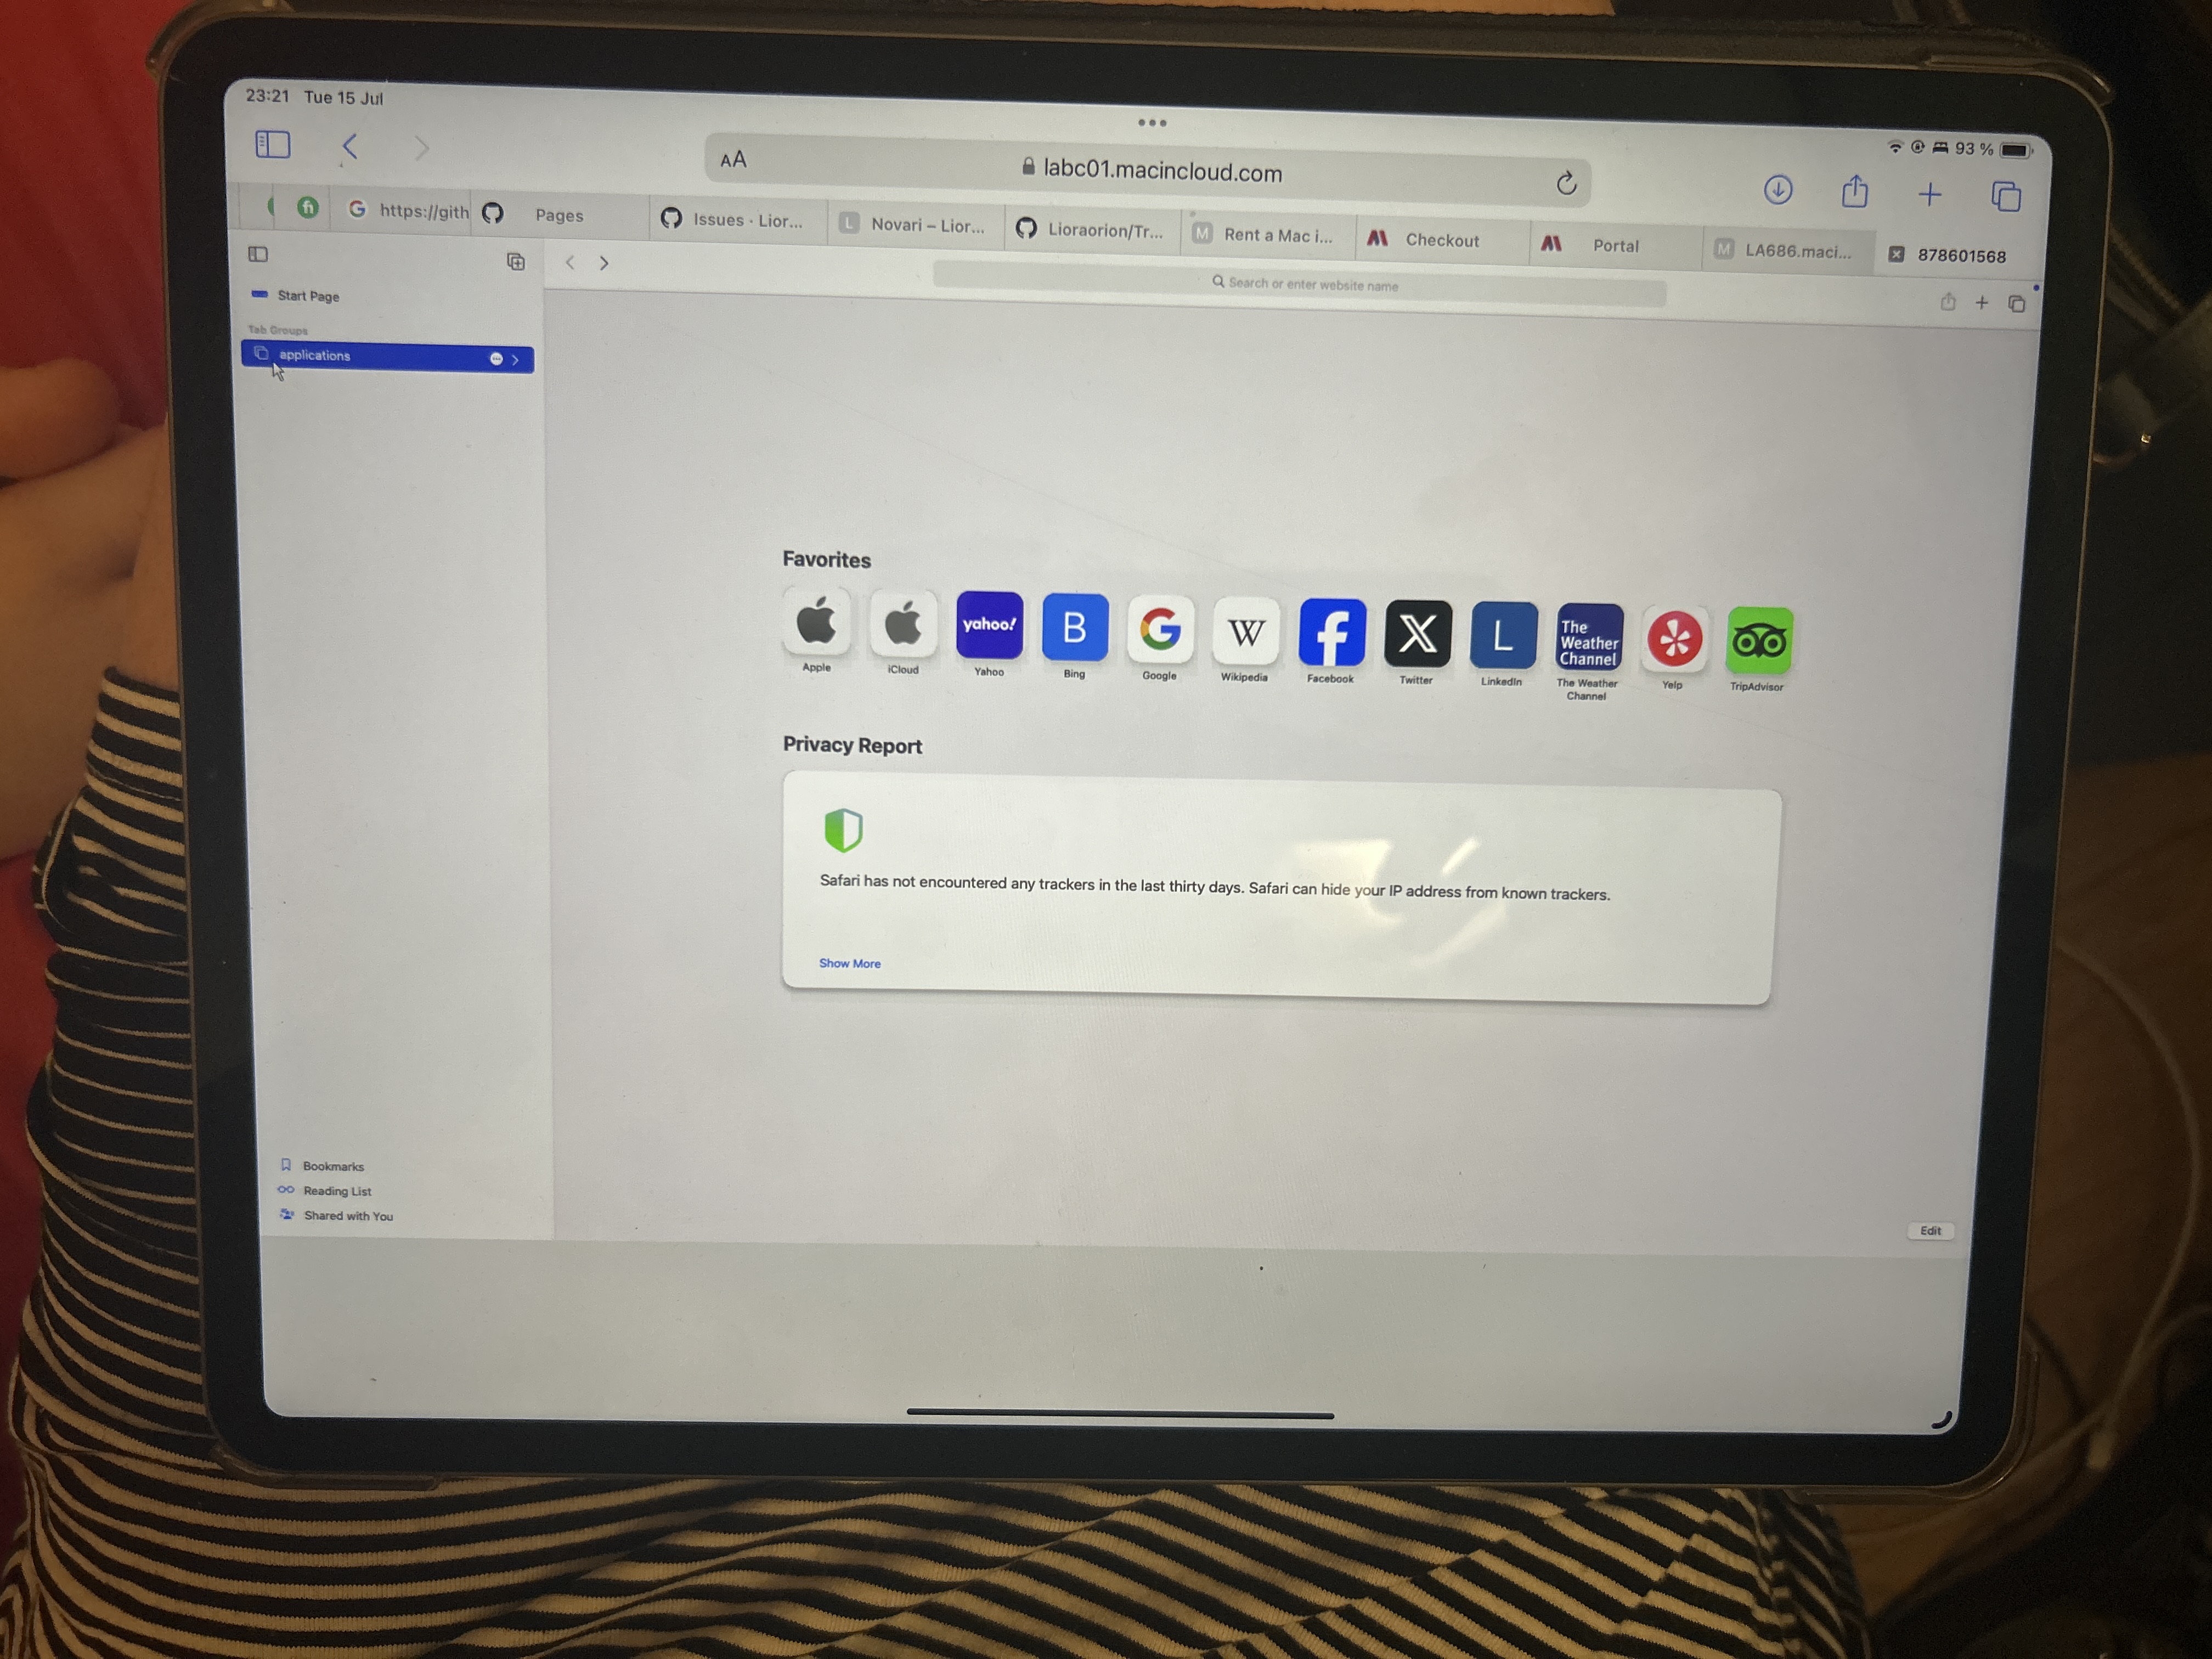 23:21 Tue 15 Jul
93 %
AA
labc01.macincloud.com
https://gith
Pages
Issues · Lior...
L Novari – Lior...
Lioraorion/Tr...
M Rent a Mac i...
Checkout
Portal
M LA686.maci...
878601568
Search or enter website name
Start Page
Tab Groups
applications
Favorites
yahoo!
B
G
W
f
X
L
The Weather Channel
Apple
iCloud
Yahoo
Bing
Google
Wikipedia
Facebook
Twitter
LinkedIn
The Weather Channel
Yelp
TripAdvisor
Privacy Report
Safari has not encountered any trackers in the last thirty days. Safari can hide your IP address from known trackers.
Show More
Bookmarks
Reading List
Shared with You
Edit